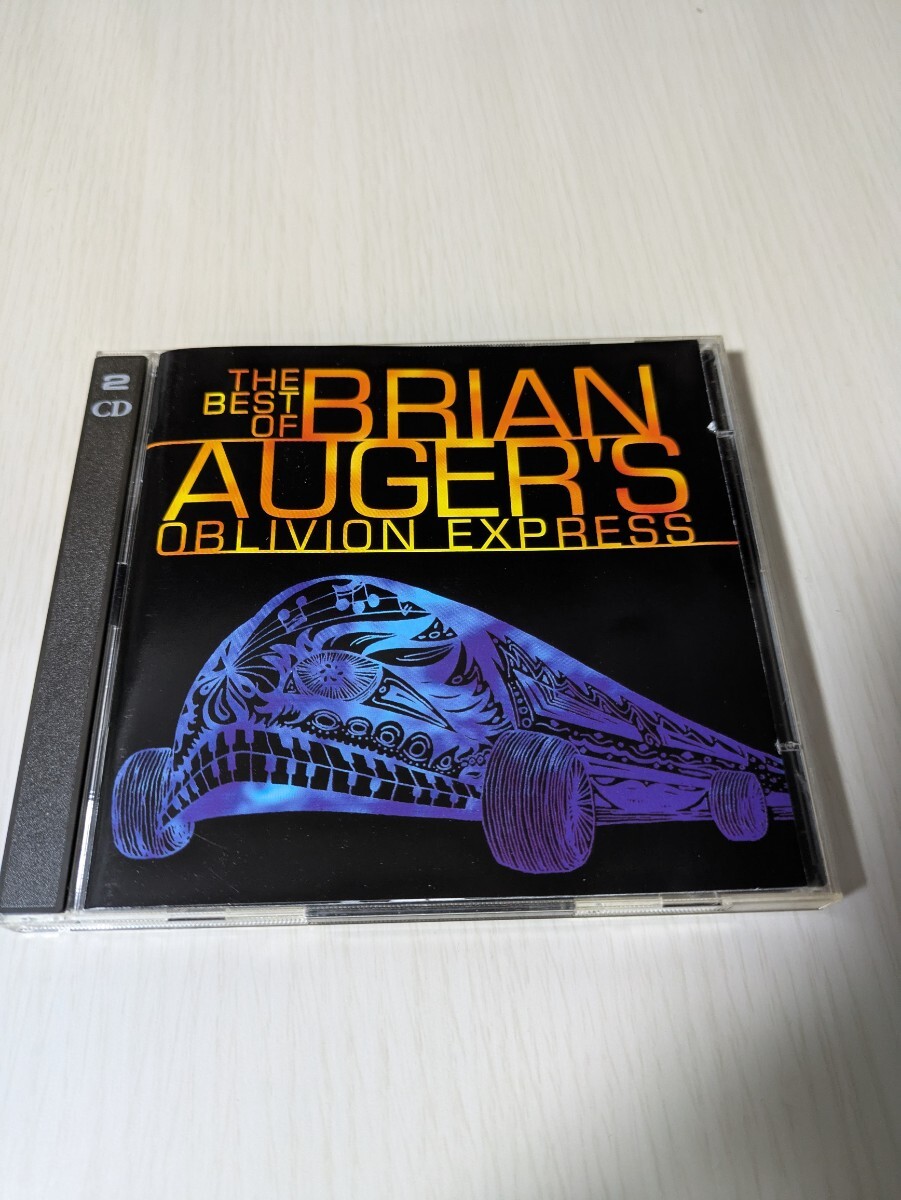 2
CD
THE
BEST
OF
BRIAN
AUGER'S
OBLIVION EXPRESS